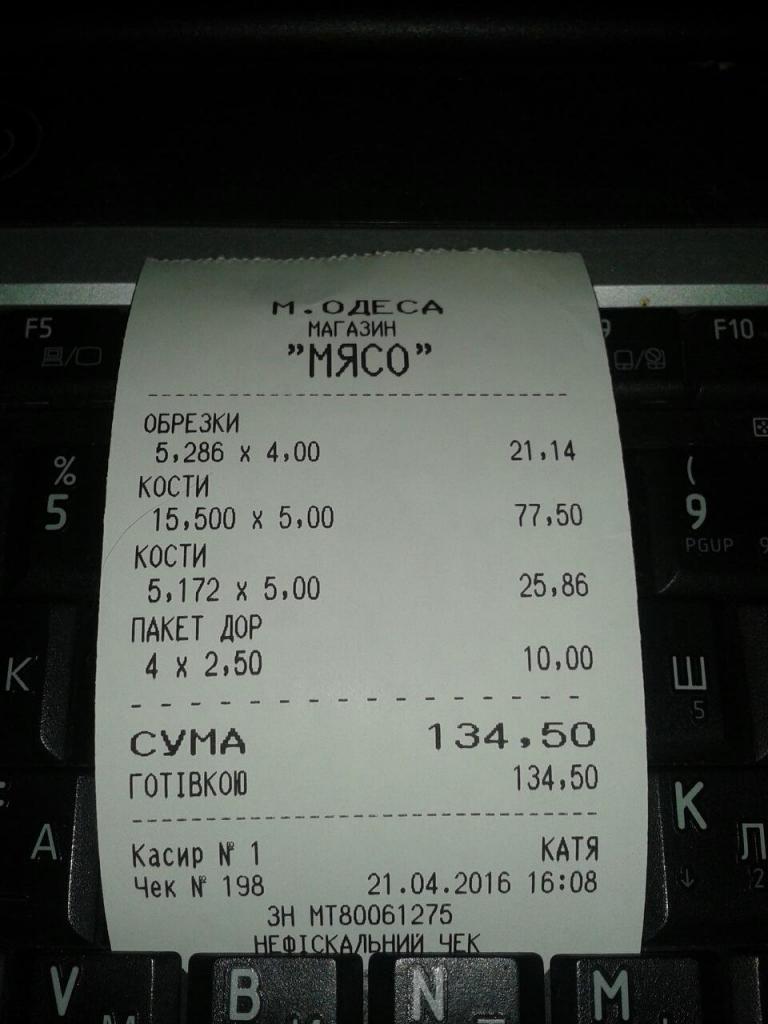 М.ОДЕСА
МАГАЗИН
"МЯСО"
ОБРЕЗКИ
5,286 x 4,00 21,14
КОСТИ
15,500 x 5,00 77,50
КОСТИ
5,172 x 5,00 25,86
ПАКЕТ ДОР
4 x 2,50 10,00
СУМА 134,50
ГОТІВКОЮ 134,50
Касир № 1 КАТЯ
Чек № 198 21.04.2016 16:08
ЗН МТ80061275
НЕФІСКАЛЬНИЙ ЧЕК
F5
F10
%
5
(
9
PGUP
К
Ш
5
А
K
Л
2
V
B
N
M